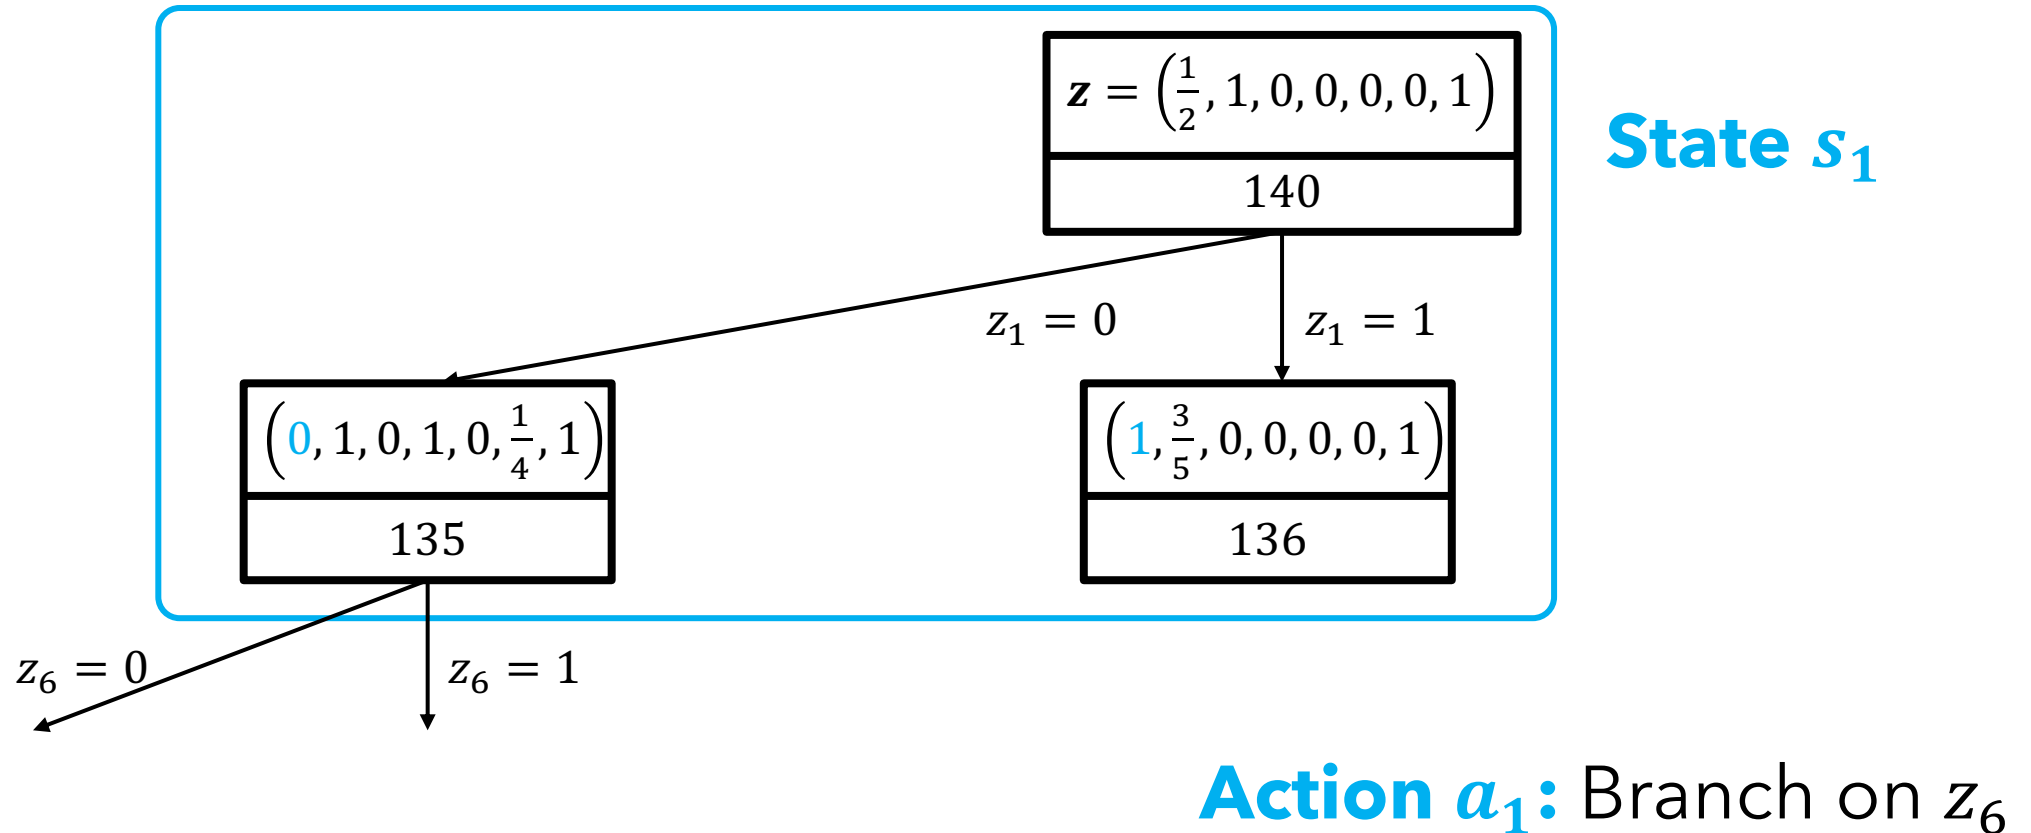 z = (1/2, 1, 0, 0, 0, 0, 1)
140
State s₁
z₁ = 0
z₁ = 1
(0, 1, 0, 1, 0, 1/4, 1)
135
(1, 3/5, 0, 0, 0, 0, 1)
136
z₆ = 0
z₆ = 1
Action a₁: Branch on z₆